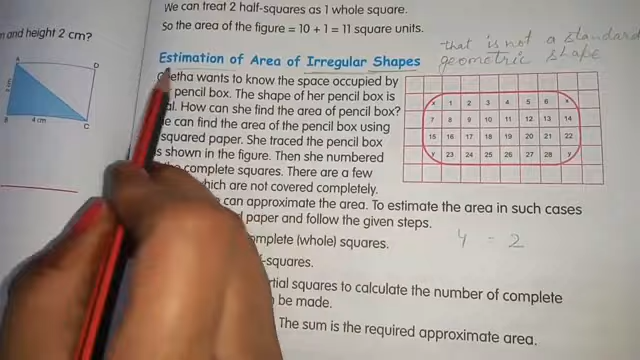 We can treat 2 half-squares as 1 whole square.
So the area of the figure = 10 + 1 = 11 square units.
and height 2 cm?
that is not a standard
geometric shape
Estimation of Area of Irregular Shapes
A
D
B
4 cm
C
wants to know the space occupied by
pencil box. The shape of her pencil box is
How can she find the area of pencil box?
can find the area of the pencil box using
squared paper. She traced the pencil box
shown in the figure. Then she numbered
complete squares. There are a few
which are not covered completely.
can approximate the area. To estimate the area in such cases
paper and follow the given steps.
(whole) squares.
squares to calculate the number of complete
be made.
The sum is the required approximate area.
x 1 2 3 4 5 6 x
7 8 9 10 11 12 13 14
15 16 17 18 19 20 21 22
y 23 24 25 26 27 28 y
4 = 2